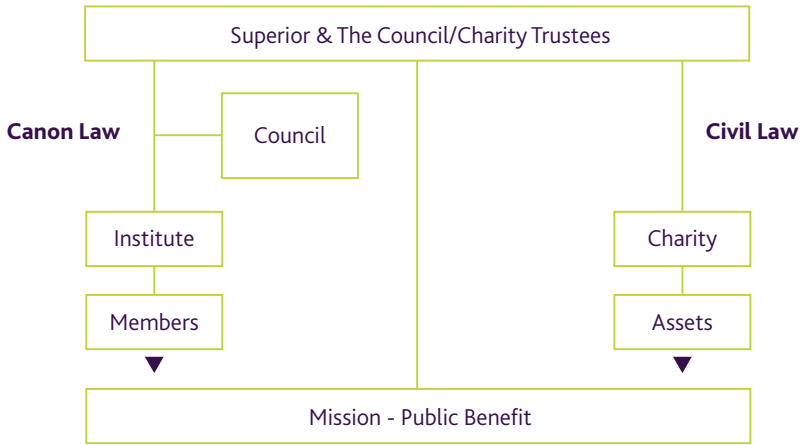 Superior & The Council/Charity Trustees
Canon Law
Council
Civil Law
Institute
Charity
Members
Assets
Mission - Public Benefit